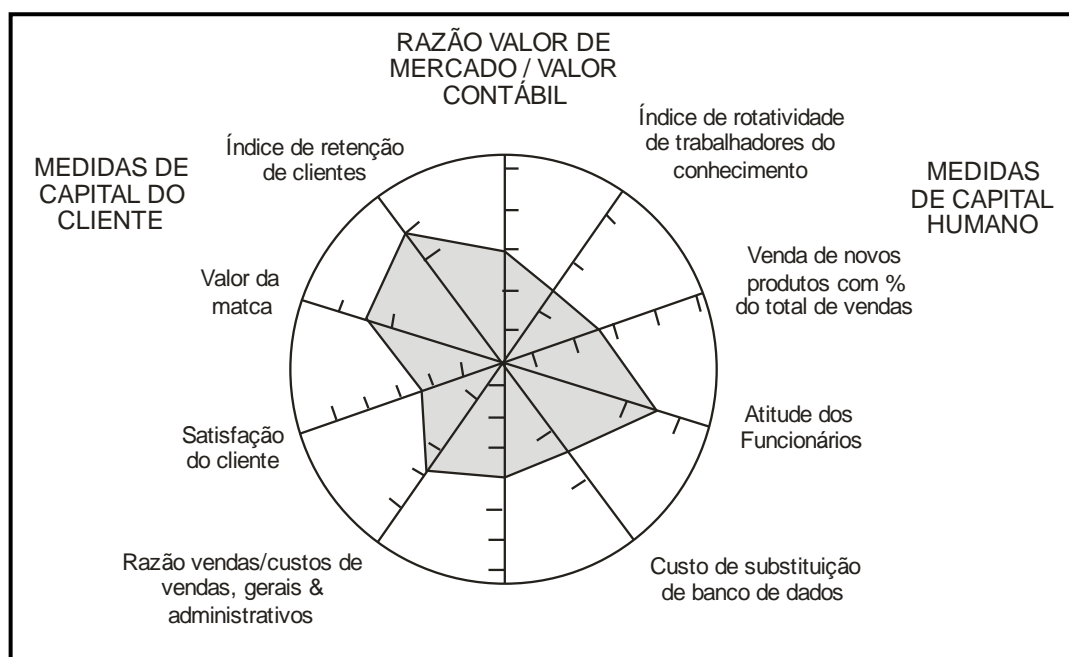 RAZÃO VALOR DE
MERCADO / VALOR
CONTÁBIL
Índice de rotatividade
de trabalhadores do
conhecimento
MEDIDAS
DE CAPITAL
HUMANO
Venda de novos
produtos com %
do total de vendas
Atitude dos
Funcionários
Custo de substituição
de banco de dados
Razão vendas/custos de
vendas, gerais &
administrativos
Satisfação
do cliente
Valor da
matca
MEDIDAS DE
CAPITAL DO
CLIENTE
Índice de retenção
de clientes